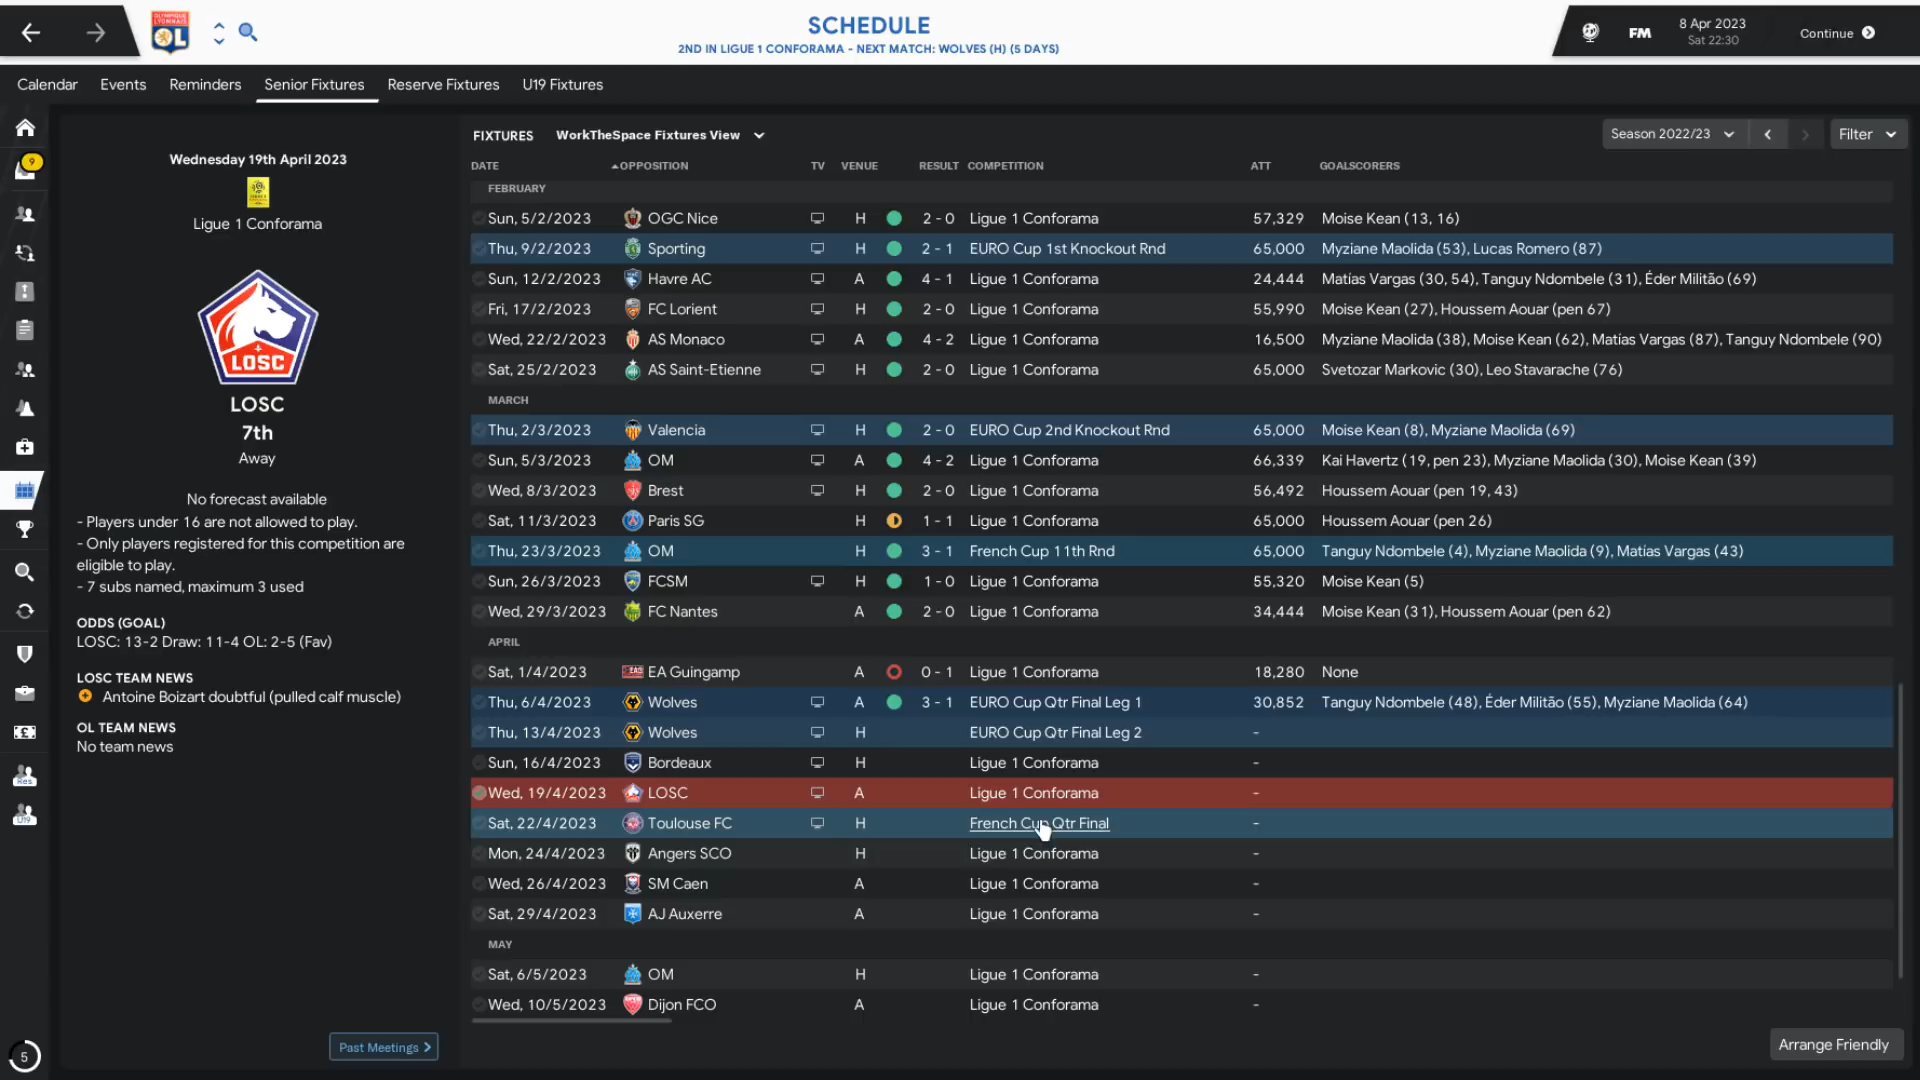 OLYMPIQUE LYONNAIS
OL
SCHEDULE
2ND IN LIGUE 1 CONFORAMA - NEXT MATCH: WOLVES (H) (5 DAYS)
FM
8 Apr 2023
Sat 22:30
Continue
Calendar Events Reminders Senior Fixtures Reserve Fixtures U19 Fixtures
9
Res
U19
5
Wednesday 19th April 2023
Ligue 1 Conforama
LOSC
LOSC
7th
Away
No forecast available
- Players under 16 are not allowed to play.
- Only players registered for this competition are
eligible to play.
- 7 subs named, maximum 3 used
ODDS (GOAL)
LOSC: 13-2 Draw: 11-4 OL: 2-5 (Fav)
LOSC TEAM NEWS
Antoine Boizart doubtful (pulled calf muscle)
OL TEAM NEWS
No team news
Past Meetings
FIXTURES WorkTheSpace Fixtures View Season 2022/23 Filter
DATE OPPOSITION TV VENUE RESULT COMPETITION ATT GOALSCORERS
FEBRUARY
Sun, 5/2/2023 OGC Nice H 2 - 0 Ligue 1 Conforama 57,329 Moise Kean (13, 16)
Thu, 9/2/2023 Sporting H 2 - 1 EURO Cup 1st Knockout Rnd 65,000 Myziane Maolida (53), Lucas Romero (87)
Sun, 12/2/2023 Havre AC A 4 - 1 Ligue 1 Conforama 24,444 Matías Vargas (30, 54), Tanguy Ndombele (31), Éder Militão (69)
Fri, 17/2/2023 FC Lorient H 2 - 0 Ligue 1 Conforama 55,990 Moise Kean (27), Houssem Aouar (pen 67)
Wed, 22/2/2023 AS Monaco A 4 - 2 Ligue 1 Conforama 16,500 Myziane Maolida (38), Moise Kean (62), Matías Vargas (87), Tanguy Ndombele (90)
Sat, 25/2/2023 AS Saint-Etienne H 2 - 0 Ligue 1 Conforama 65,000 Svetozar Markovic (30), Leo Stavarache (76)
MARCH
Thu, 2/3/2023 Valencia H 2 - 0 EURO Cup 2nd Knockout Rnd 65,000 Moise Kean (8), Myziane Maolida (69)
Sun, 5/3/2023 OM A 4 - 2 Ligue 1 Conforama 66,339 Kai Havertz (19, pen 23), Myziane Maolida (30), Moise Kean (39)
Wed, 8/3/2023 Brest H 2 - 0 Ligue 1 Conforama 56,492 Houssem Aouar (pen 19, 43)
Sat, 11/3/2023 Paris SG H 1 - 1 Ligue 1 Conforama 65,000 Houssem Aouar (pen 26)
Thu, 23/3/2023 OM H 3 - 1 French Cup 11th Rnd 65,000 Tanguy Ndombele (4), Myziane Maolida (9), Matías Vargas (43)
Sun, 26/3/2023 FCSM H 1 - 0 Ligue 1 Conforama 55,320 Moise Kean (5)
Wed, 29/3/2023 FC Nantes A 2 - 0 Ligue 1 Conforama 34,444 Moise Kean (31), Houssem Aouar (pen 62)
APRIL
Sat, 1/4/2023 EA Guingamp A 0 - 1 Ligue 1 Conforama 18,280 None
Thu, 6/4/2023 Wolves A 3 - 1 EURO Cup Qtr Final Leg 1 30,852 Tanguy Ndombele (48), Éder Militão (55), Myziane Maolida (64)
Thu, 13/4/2023 Wolves H EURO Cup Qtr Final Leg 2 -
Sun, 16/4/2023 Bordeaux H Ligue 1 Conforama -
Wed, 19/4/2023 LOSC A Ligue 1 Conforama -
Sat, 22/4/2023 Toulouse FC H French Cup Qtr Final -
Mon, 24/4/2023 Angers SCO H Ligue 1 Conforama -
Wed, 26/4/2023 SM Caen A Ligue 1 Conforama -
Sat, 29/4/2023 AJ Auxerre A Ligue 1 Conforama -
MAY
Sat, 6/5/2023 OM H Ligue 1 Conforama -
Wed, 10/5/2023 Dijon FCO A Ligue 1 Conforama -
Arrange Friendly